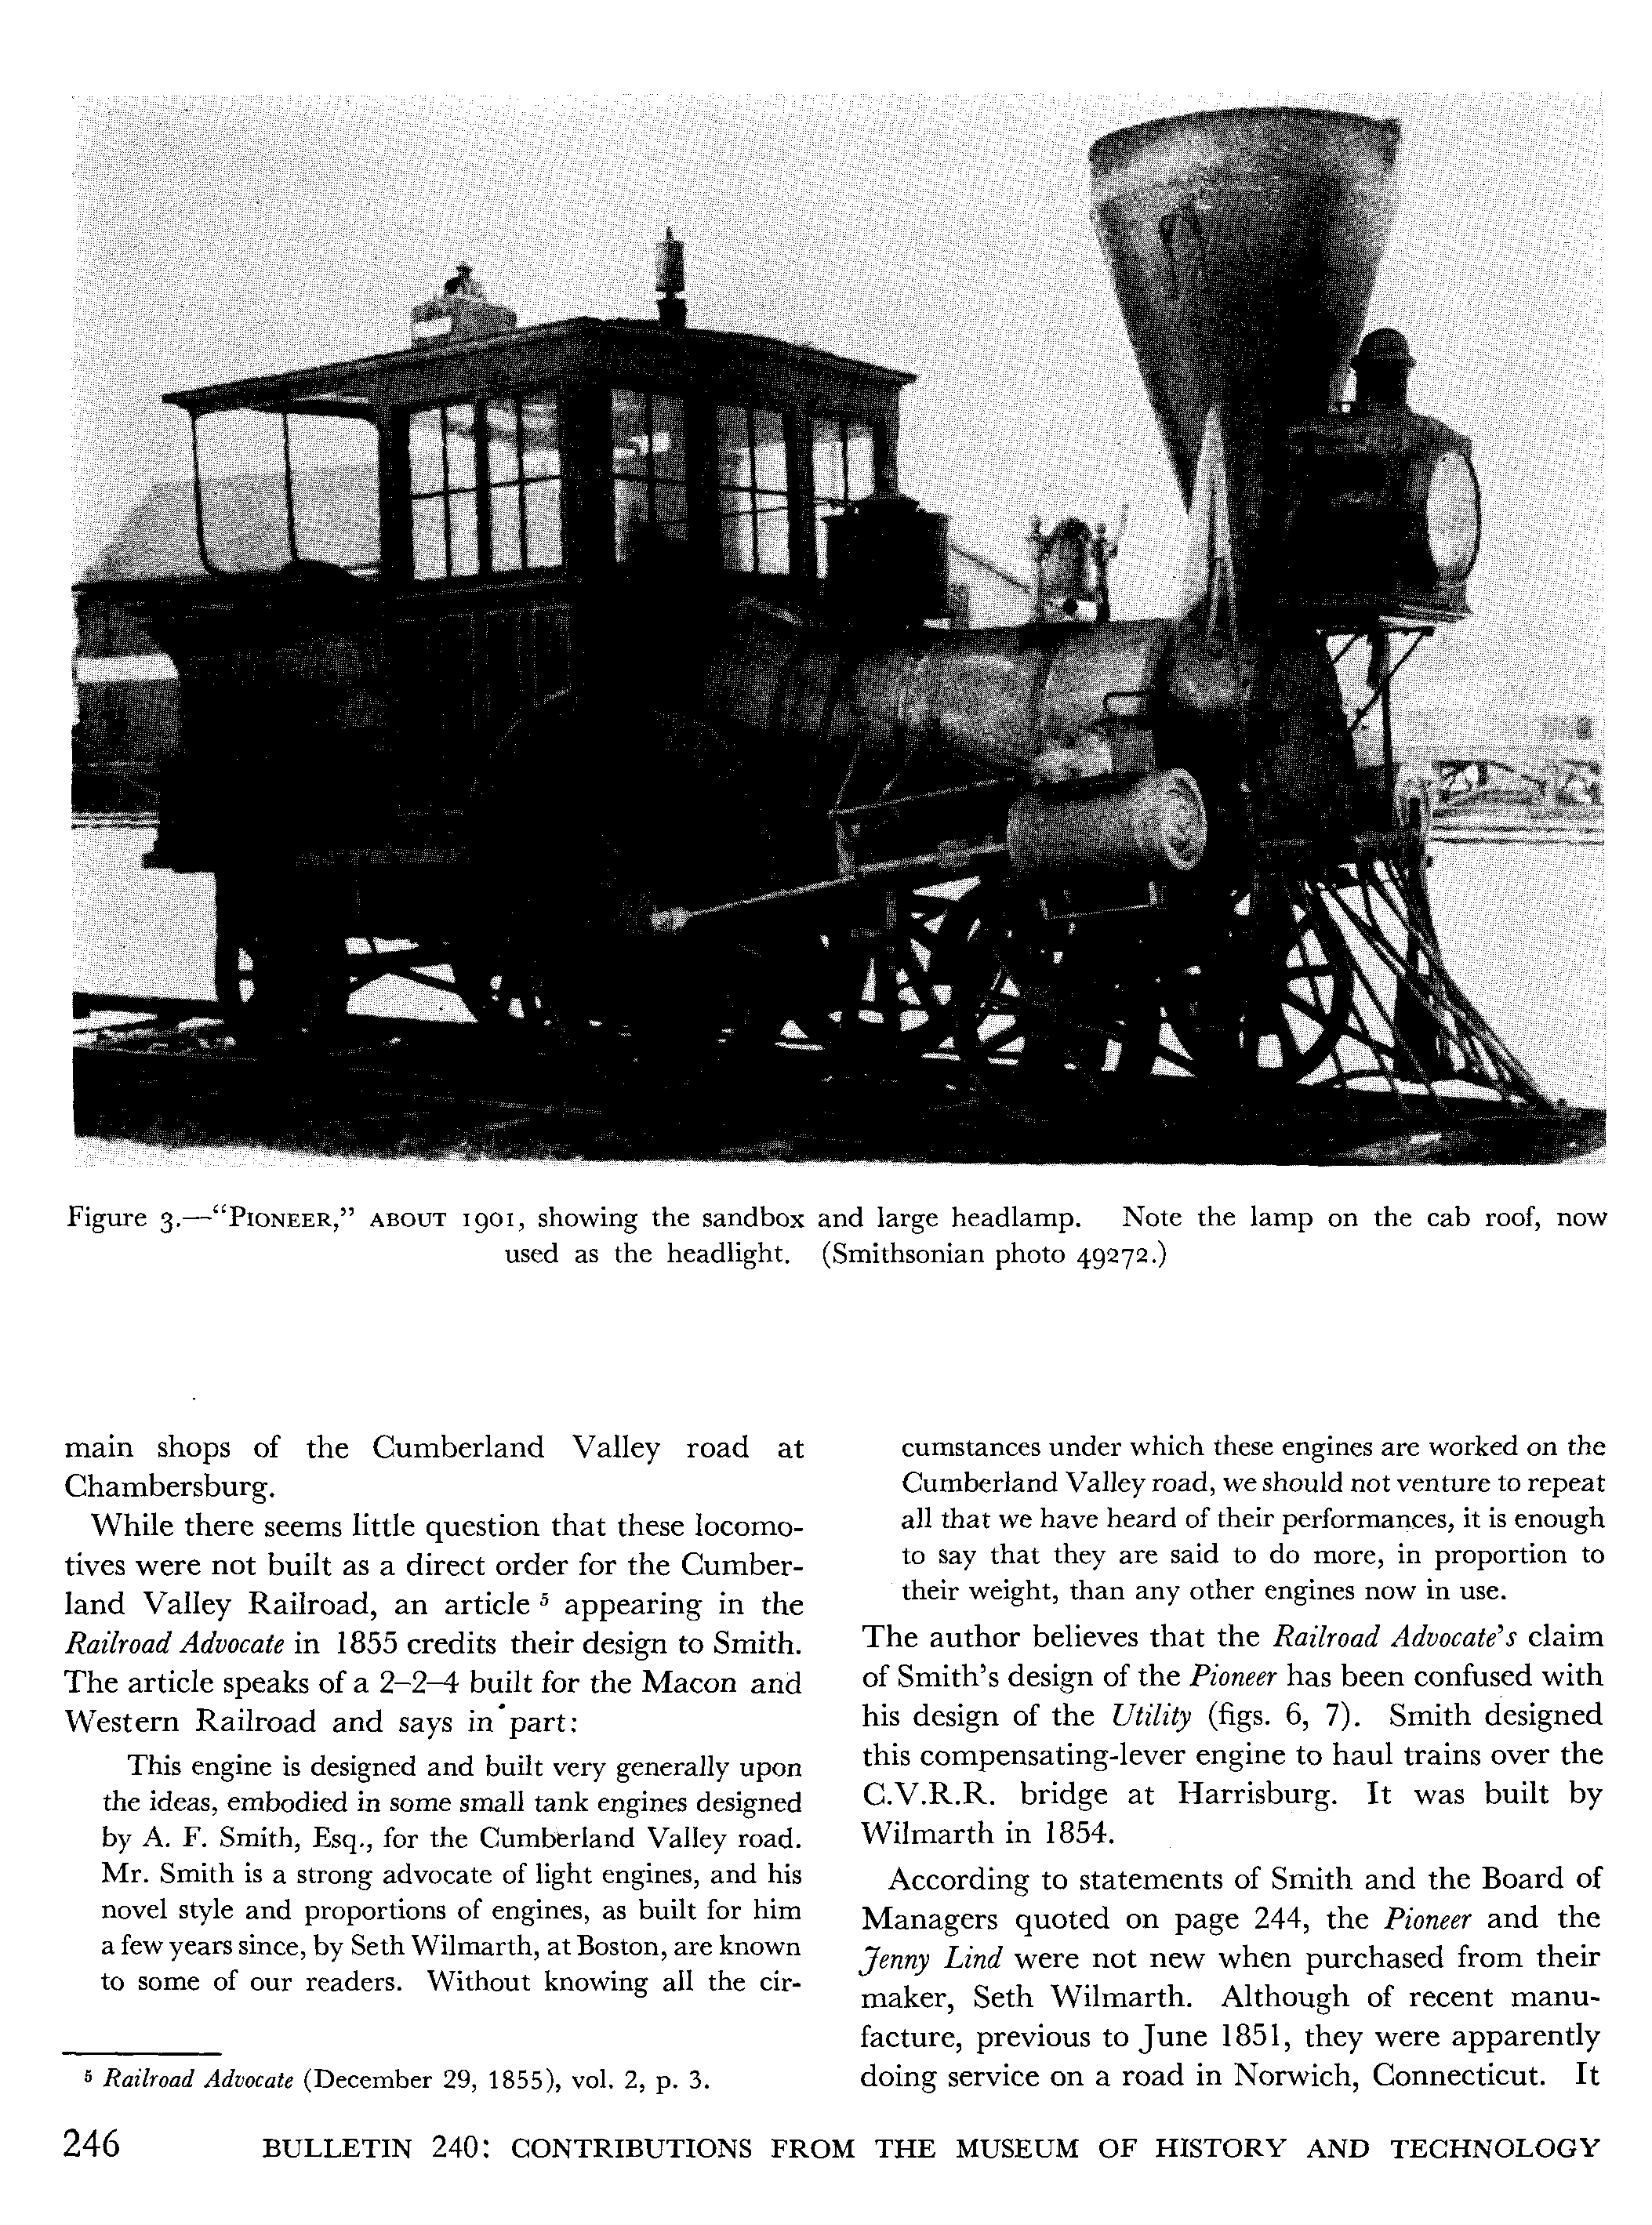 Figure 3.—“PIONEER,” ABOUT 1901, showing the sandbox and large headlamp. Note the lamp on the cab roof, now
used as the headlight. (Smithsonian photo 49272.)
main shops of the Cumberland Valley road at
Chambersburg.
While there seems little question that these locomo-
tives were not built as a direct order for the Cumber-
land Valley Railroad, an article ⁵ appearing in the
Railroad Advocate in 1855 credits their design to Smith.
The article speaks of a 2–2–4 built for the Macon and
Western Railroad and says in part:
This engine is designed and built very generally upon
the ideas, embodied in some small tank engines designed
by A. F. Smith, Esq., for the Cumberland Valley road.
Mr. Smith is a strong advocate of light engines, and his
novel style and proportions of engines, as built for him
a few years since, by Seth Wilmarth, at Boston, are known
to some of our readers. Without knowing all the cir-
⁵ Railroad Advocate (December 29, 1855), vol. 2, p. 3.
cumstances under which these engines are worked on the
Cumberland Valley road, we should not venture to repeat
all that we have heard of their performances, it is enough
to say that they are said to do more, in proportion to
their weight, than any other engines now in use.
The author believes that the Railroad Advocate's claim
of Smith's design of the Pioneer has been confused with
his design of the Utility (figs. 6, 7). Smith designed
this compensating-lever engine to haul trains over the
C.V.R.R. bridge at Harrisburg. It was built by
Wilmarth in 1854.
According to statements of Smith and the Board of
Managers quoted on page 244, the Pioneer and the
Jenny Lind were not new when purchased from their
maker, Seth Wilmarth. Although of recent manu-
facture, previous to June 1851, they were apparently
doing service on a road in Norwich, Connecticut. It
246 BULLETIN 240: CONTRIBUTIONS FROM THE MUSEUM OF HISTORY AND TECHNOLOGY